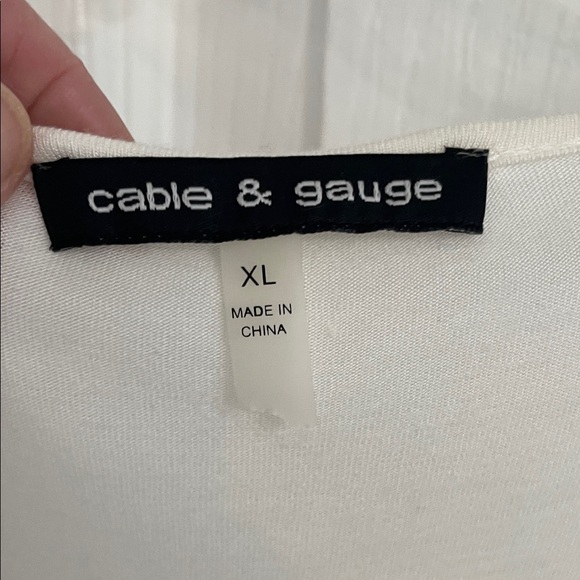 cable & gauge
XL
MADE IN
CHINA